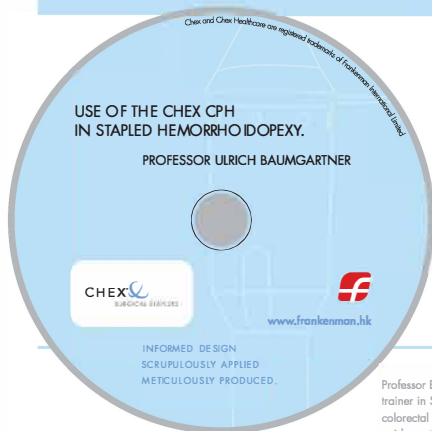 Chex and Chex Healthcare are registered trademarks of Frankenman International Limited
USE OF THE CHEX CPH
IN STAPLED HEMORRHOIDOPEXY.
PROFESSOR ULRICH BAUMGARTNER
CHEX
SURGICAL STAPLERS
www.frankenman.hk
INFORMED DESIGN
SCRUPULOUSLY APPLIED
METICULOUSLY PRODUCED.
Professor B
trainer in S
colorectal